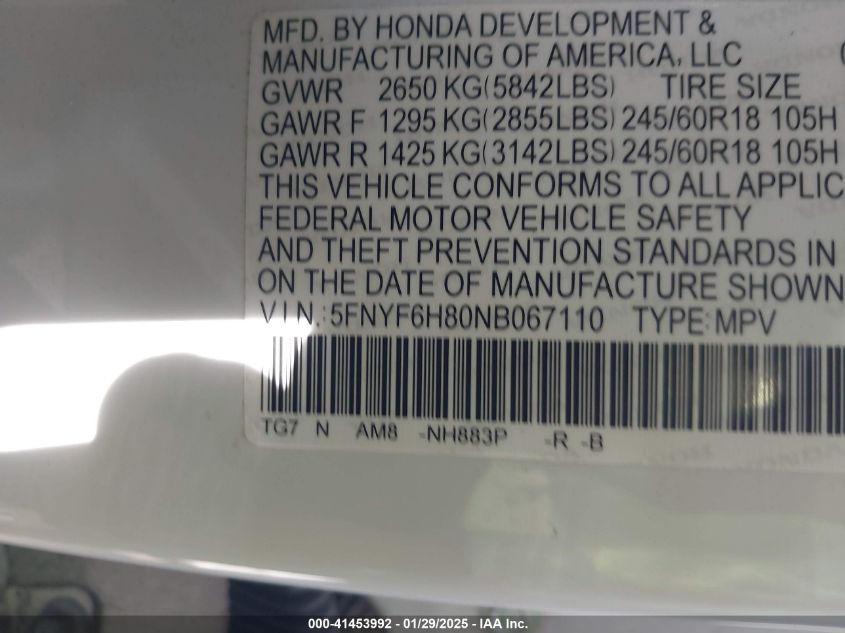 MFD. BY HONDA DEVELOPMENT &
MANUFACTURING OF AMERICA, LLC 0
GVWR 2650 KG(5842LBS) TIRE SIZE
GAWR F 1295 KG(2855LBS) 245/60R18 105H
GAWR R 1425 KG(3142LBS) 245/60R18 105H
THIS VEHICLE CONFORMS TO ALL APPLIC
FEDERAL MOTOR VEHICLE SAFETY
AND THEFT PREVENTION STANDARDS IN
ON THE DATE OF MANUFACTURE SHOWN
V.I.N.: 5FNYF6H80NB067110 TYPE: MPV
TG7 N AM8 -NH883P -R -B
000-41453992 - 01/29/2025 - IAA Inc.